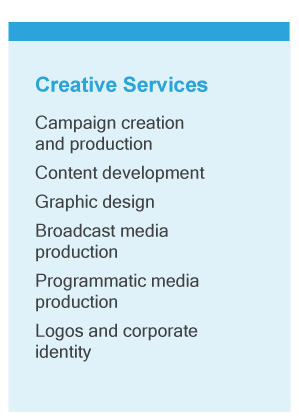 Creative Services
Campaign creation
and production
Content development
Graphic design
Broadcast media
production
Programmatic media
production
Logos and corporate
identity